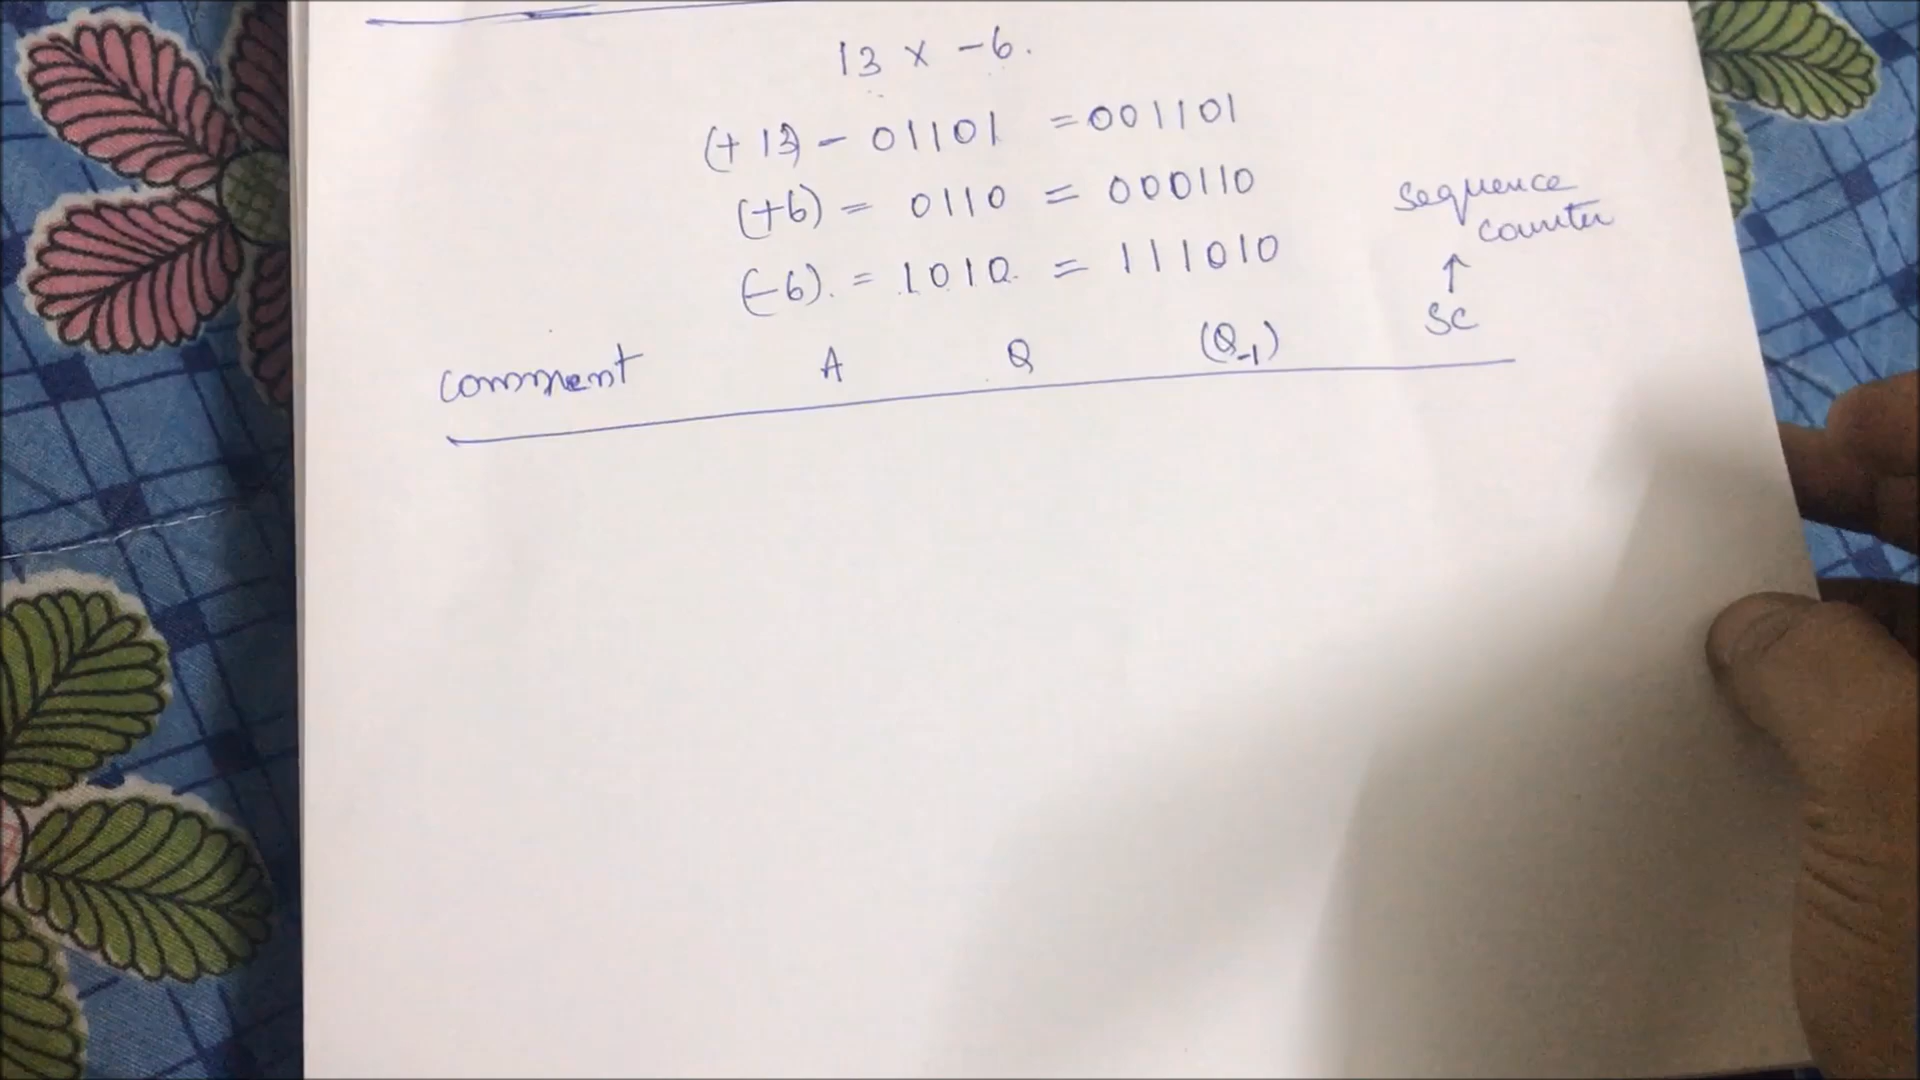 13 x -6.
(+ 13) - 01101 = 001101
(+6) = 0110 = 000110
(-6). = 1010. = 111010
sequence
counter
↑
SC
comment A Q (Q-1)